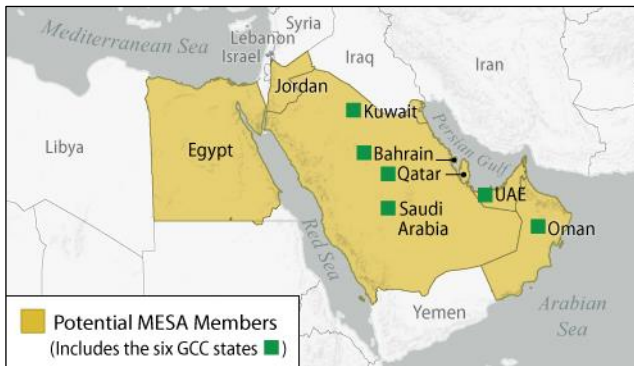 Mediterranean Sea
Lebanon
Syria
Israel
Iraq
Iran
Jordan
Kuwait
Libya
Egypt
Persian Gulf
Bahrain
Qatar
UAE
Saudi
Arabia
Oman
Red Sea
Yemen
Arabian
Sea
Potential MESA Members
(Includes the six GCC states )